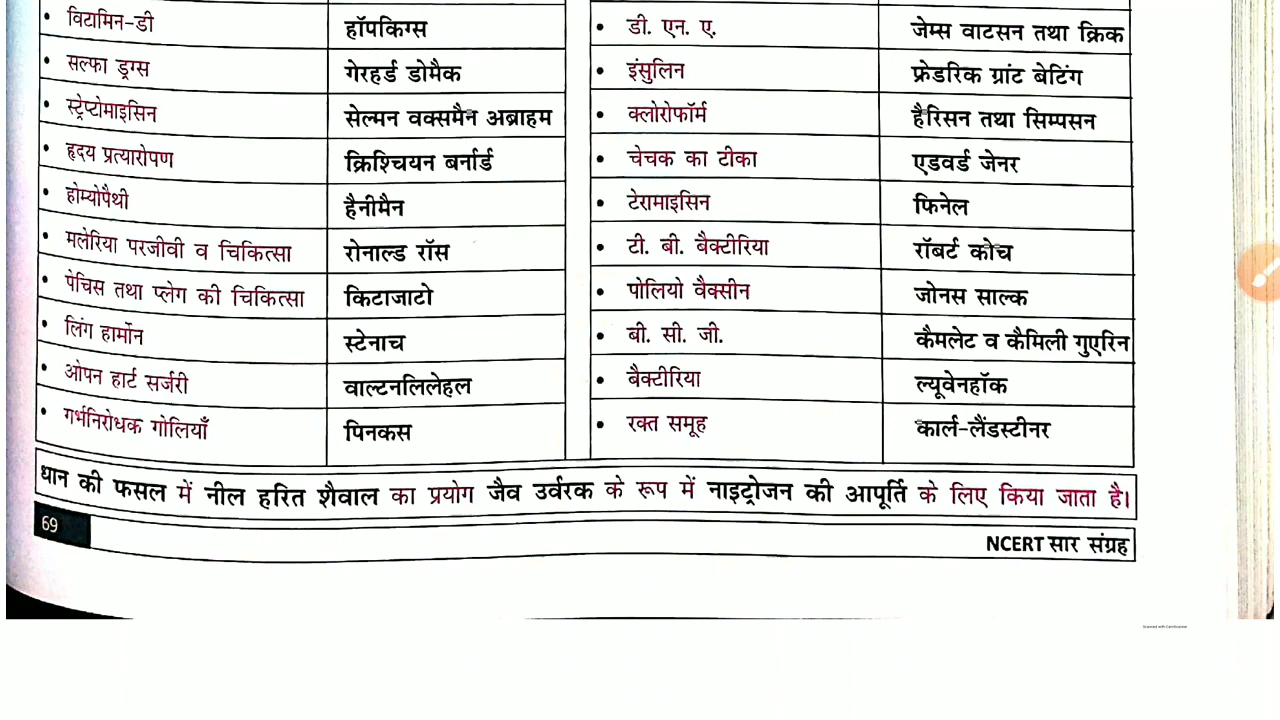 • विटामिन-डी हॉपकिग्स • डी. एन. ए. जेम्स वाटसन तथा क्रिक
• सल्फा ड्रग्स गेरहर्ड डोमैक • इंसुलिन फ्रेडरिक ग्रांट बेटिंग
• स्ट्रेप्टोमाइसिन सेल्मन वक्समैन अब्राहम • क्लोरोफॉर्म हैरिसन तथा सिम्पसन
• हृदय प्रत्यारोपण क्रिश्चियन बर्नार्ड • चेचक का टीका एडवर्ड जेनर
• होम्योपैथी हैनीमैन • टेरामाइसिन फिनेल
• मलेरिया परजीवी व चिकित्सा रोनाल्ड रॉस • टी. बी. बैक्टीरिया रॉबर्ट कोच
• पेचिस तथा प्लेग की चिकित्सा किटाजाटो • पोलियो वैक्सीन जोनस साल्क
• लिंग हार्मोन स्टेनाच • बी. सी. जी. कैमलेट व कैमिली गुएरिन
• ओपन हार्ट सर्जरी वाल्टनलिलेहल • बैक्टीरिया ल्यूवेनहॉक
• गर्भनिरोधक गोलियाँ पिनकस • रक्त समूह कार्ल-लैंडस्टीनर
धान की फसल में नील हरित शैवाल का प्रयोग जैव उर्वरक के रूप में नाइट्रोजन की आपूर्ति के लिए किया जाता है।
69 NCERT सार संग्रह
Scanned with CamScanner